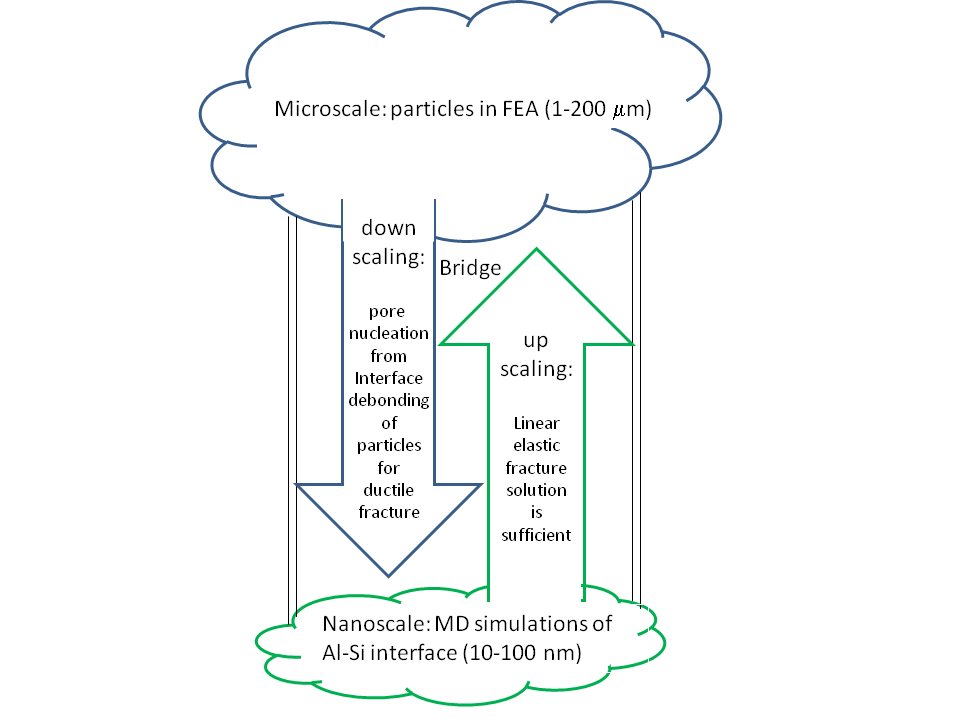 Microscale: particles in FEA (1-200 μm)
down
scaling:
Bridge
pore
nucleation
from
Interface
debonding
of
particles
for
ductile
fracture
up
scaling:
Linear
elastic
fracture
solution
is
sufficient
Nanoscale: MD simulations of
Al-Si interface (10-100 nm)